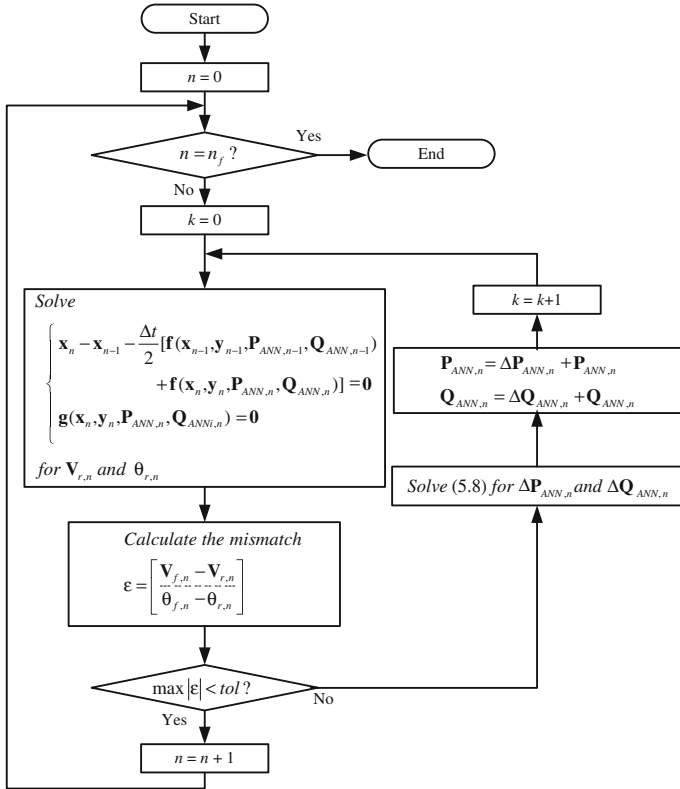 Start
n = 0
n = n_f ?
Yes
End
No
k = 0
Solve
x_n − x_{n−1} − Δt/2 [f(x_{n−1},y_{n−1},P_{ANN,n−1},Q_{ANN,n−1})
+f(x_n,y_n,P_{ANN,n},Q_{ANN,n})] = 0
g(x_n,y_n,P_{ANN,n},Q_{ANNi,n}) = 0
for V_{r,n} and θ_{r,n}
k = k+1
P_{ANN,n} = ΔP_{ANN,n} + P_{ANN,n}
Q_{ANN,n} = ΔQ_{ANN,n} + Q_{ANN,n}
Solve (5.8) for ΔP_{ANN,n} and ΔQ_{ANN,n}
Calculate the mismatch
ε = [V_{f,n} − V_{r,n}
θ_{f,n} − θ_{r,n}]
max |ε| < tol ?
No
Yes
n = n + 1